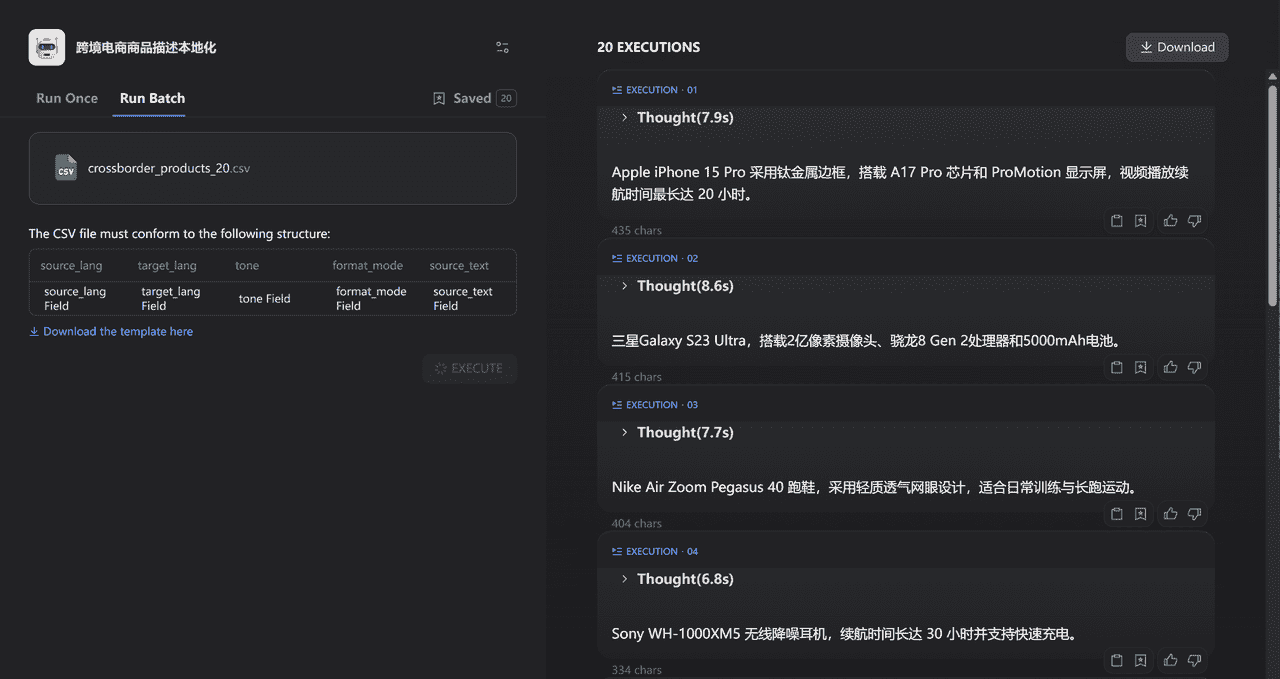 跨境电商商品描述本地化
Run Once
Run Batch
Saved 20
CSV
crossborder_products_20.csv
The CSV file must conform to the following structure:
source_lang target_lang tone format_mode source_text
source_lang Field target_lang Field tone Field format_mode Field source_text Field
Download the template here
EXECUTE
20 EXECUTIONS
Download
EXECUTION · 01
Thought(7.9s)
Apple iPhone 15 Pro 采用钛金属边框，搭载 A17 Pro 芯片和 ProMotion 显示屏，视频播放续
航时间最长达 20 小时。
435 chars
EXECUTION · 02
Thought(8.6s)
三星Galaxy S23 Ultra，搭载2亿像素摄像头、骁龙8 Gen 2处理器和5000mAh电池。
415 chars
EXECUTION · 03
Thought(7.7s)
Nike Air Zoom Pegasus 40 跑鞋，采用轻质透气网眼设计，适合日常训练与长跑运动。
404 chars
EXECUTION · 04
Thought(6.8s)
Sony WH-1000XM5 无线降噪耳机，续航时间长达 30 小时并支持快速充电。
334 chars